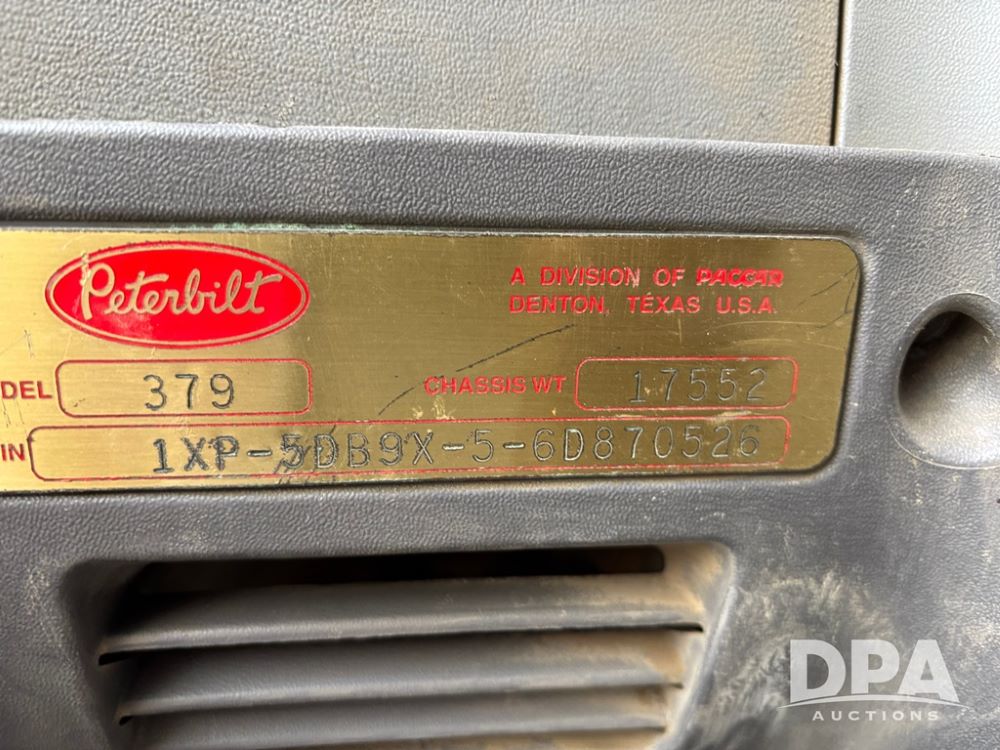 Peterbilt
A DIVISION OF PACCAR
DENTON, TEXAS U.S.A.
DEL 379 CHASSIS WT 17552
IN 1XP-5DB9X-5-6D870526
DPA
AUCTIONS